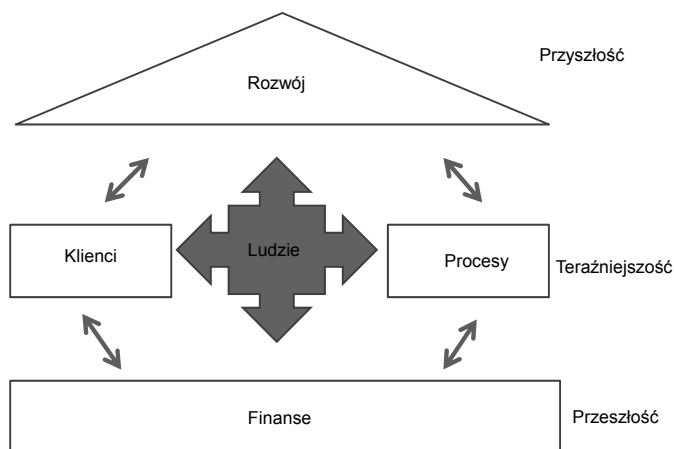 Przyszłość
Rozwój
Klienci
Ludzie
Procesy
Teraźniejszość
Finanse
Przeszłość